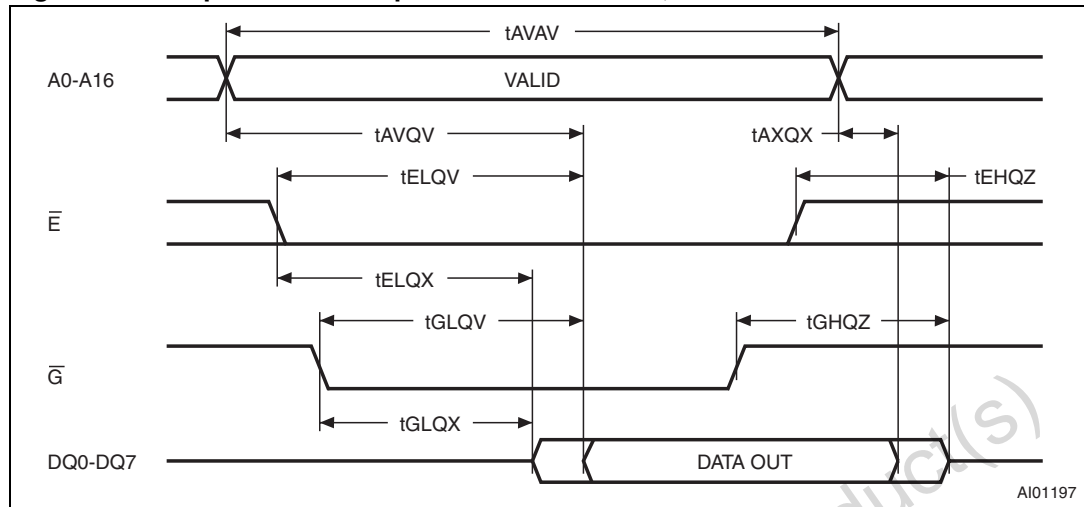 tAVAV
A0-A16
VALID
tAVQV
tAXQX
tELQV
tEHQZ
E̅
tELQX
tGLQV
tGHQZ
G̅
tGLQX
DQ0-DQ7
DATA OUT
AI01197